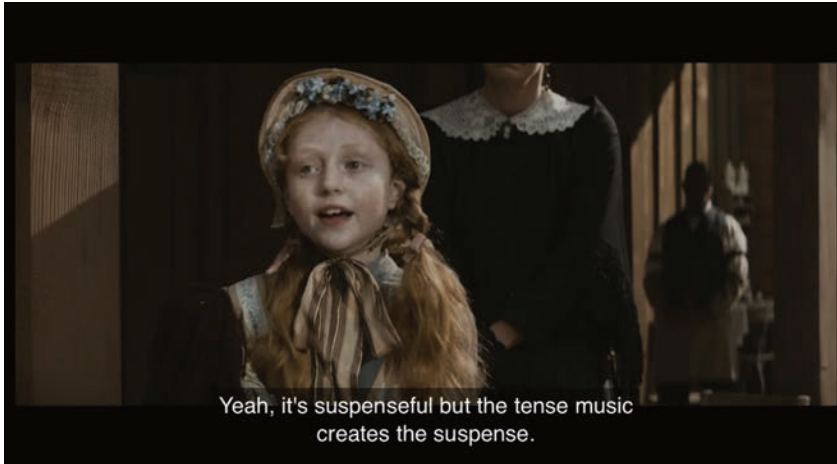 Yeah, it's suspenseful but the tense music
creates the suspense.